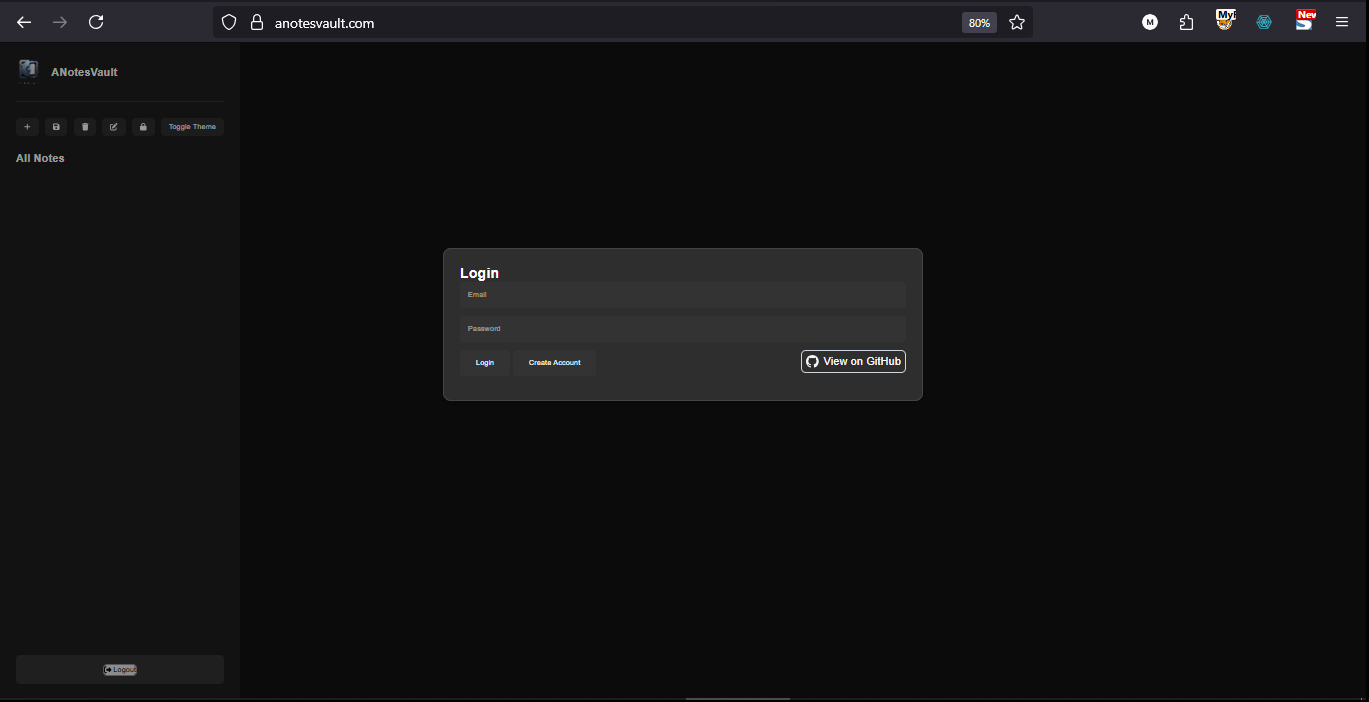 anotesvault.com
80%
M
New
ANotesVault
Toggle Theme
All Notes
Login
Email
Password
Login
Create Account
View on GitHub
Logout